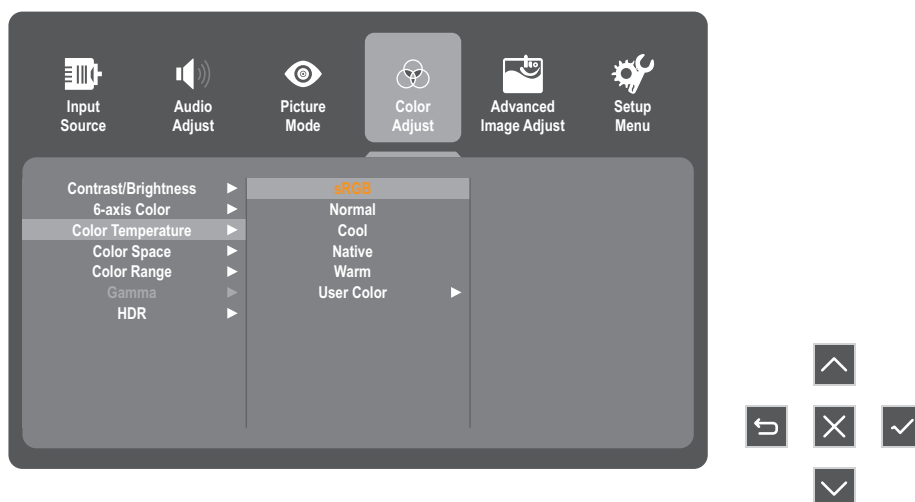 Input
Source
Audio
Adjust
Picture
Mode
Color
Adjust
Advanced
Image Adjust
Setup
Menu
Contrast/Brightness
6-axis Color
Color Temperature
Color Space
Color Range
Gamma
HDR
sRGB
Normal
Cool
Native
Warm
User Color